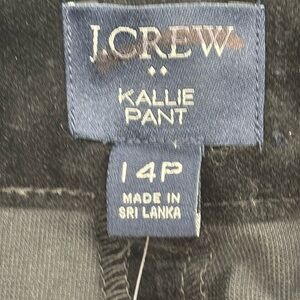 J.CREW
KALLIE
PANT
14P
MADE IN
SRI LANKA